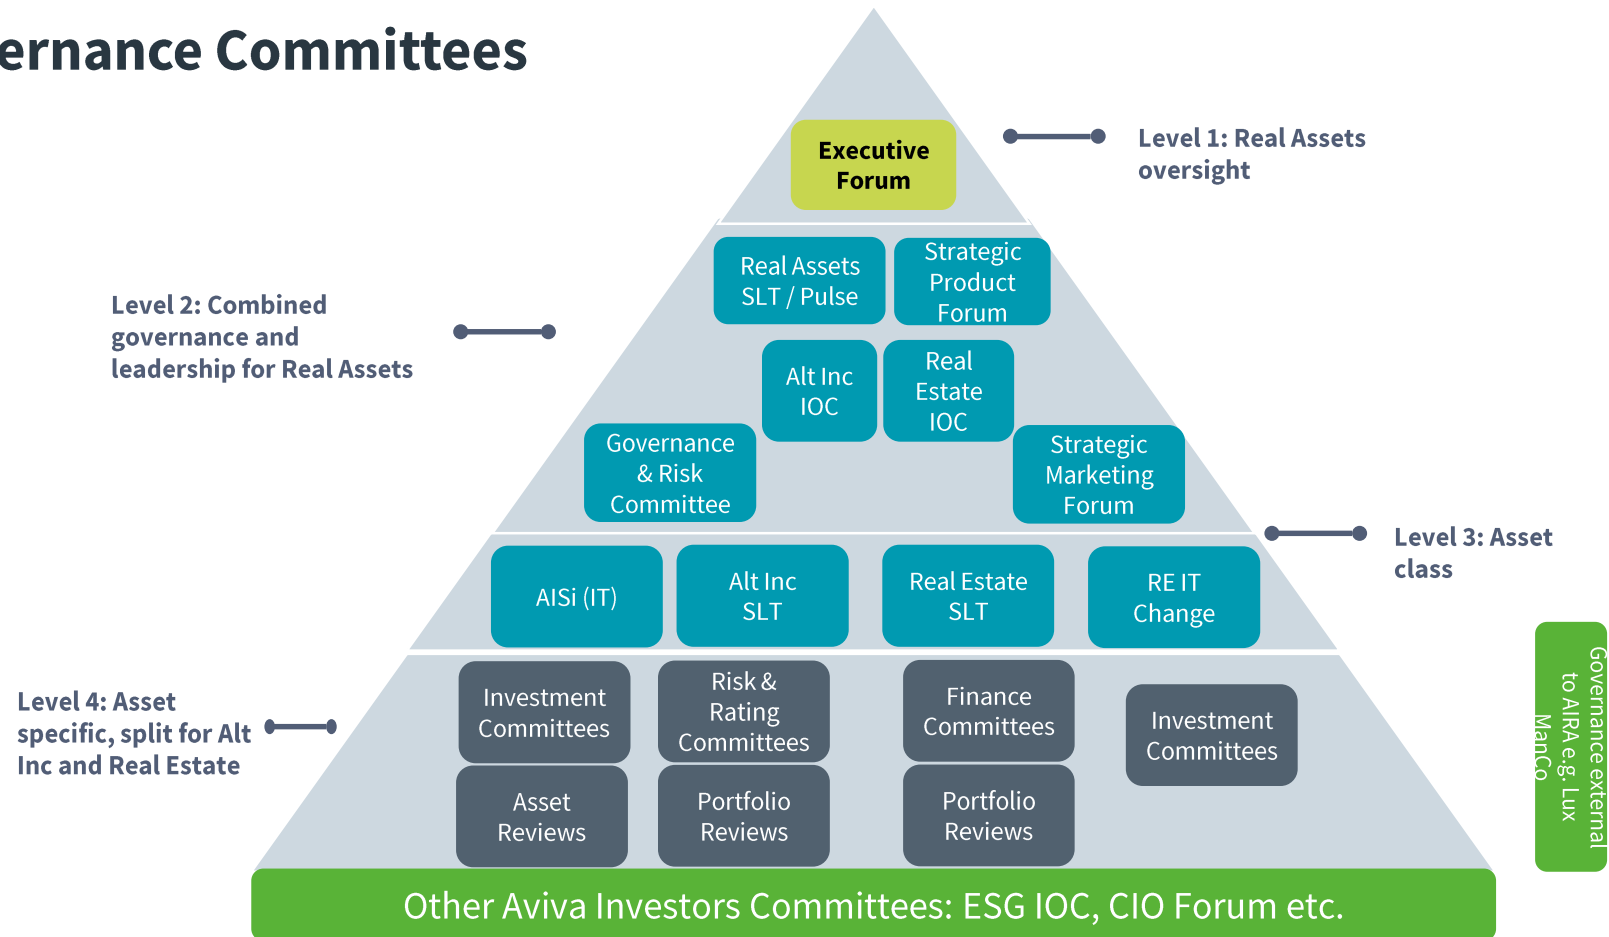 ernance Committees
Executive
Forum
Level 1: Real Assets
oversight
Real Assets
SLT / Pulse
Strategic
Product
Forum
Level 2: Combined
governance and
leadership for Real Assets
Alt Inc
IOC
Real
Estate
IOC
Governance
& Risk
Committee
Strategic
Marketing
Forum
Level 3: Asset
class
AISi (IT)
Alt Inc
SLT
Real Estate
SLT
RE IT
Change
Level 4: Asset
specific, split for Alt
Inc and Real Estate
Investment
Committees
Risk &
Rating
Committees
Finance
Committees
Investment
Committees
Asset
Reviews
Portfolio
Reviews
Portfolio
Reviews
Governance external
to AIRA e.g. Lux
ManCo
Other Aviva Investors Committees: ESG IOC, CIO Forum etc.